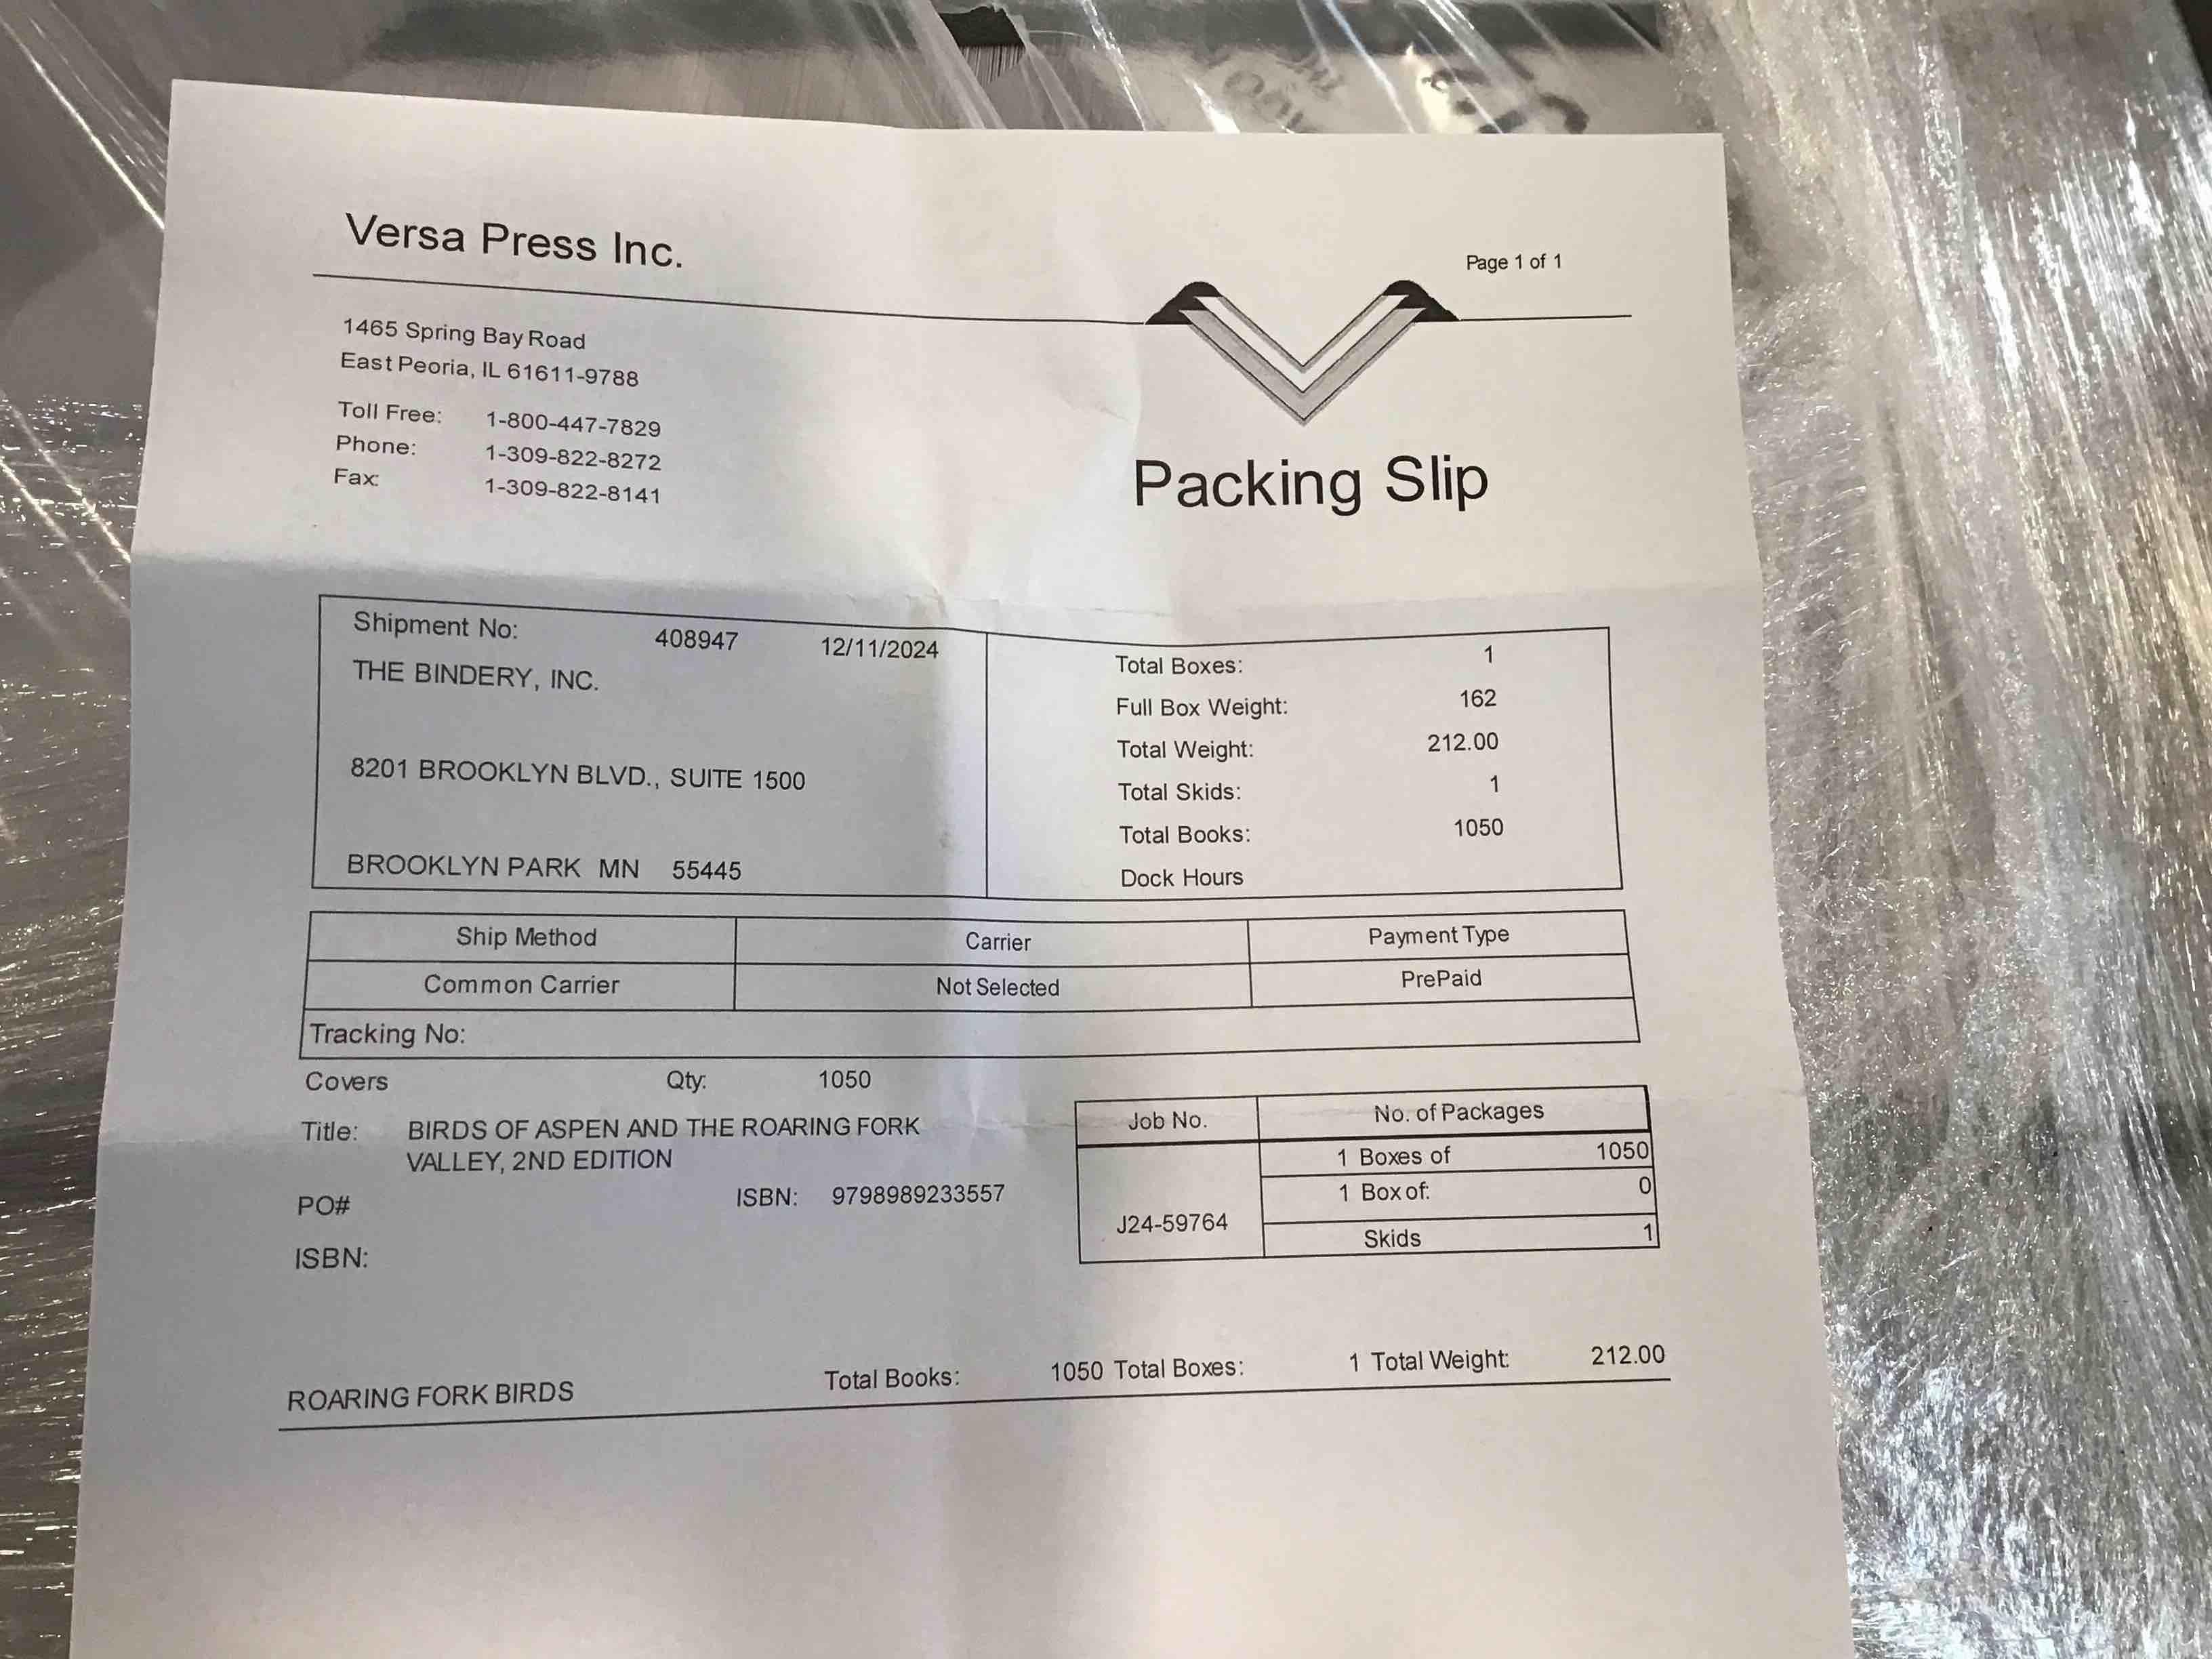 Versa Press Inc.
Page 1 of 1
1465 Spring Bay Road
East Peoria, IL 61611-9788
Toll Free: 1-800-447-7829
Phone: 1-309-822-8272
Fax: 1-309-822-8141
Packing Slip
Shipment No: 408947 12/11/2024
THE BINDERY, INC.
8201 BROOKLYN BLVD., SUITE 1500
BROOKLYN PARK MN 55445
Total Boxes: 1
Full Box Weight: 162
Total Weight: 212.00
Total Skids: 1
Total Books: 1050
Dock Hours
Ship Method Carrier Payment Type
Common Carrier Not Selected PrePaid
Tracking No:
Covers Qty: 1050
Title: BIRDS OF ASPEN AND THE ROARING FORK
VALLEY, 2ND EDITION
PO# ISBN: 9798989233557
ISBN:
Job No. No. of Packages
J24-59764
1 Boxes of 1050
1 Box of: 0
Skids 1
ROARING FORK BIRDS Total Books: 1050 Total Boxes: 1 Total Weight: 212.00